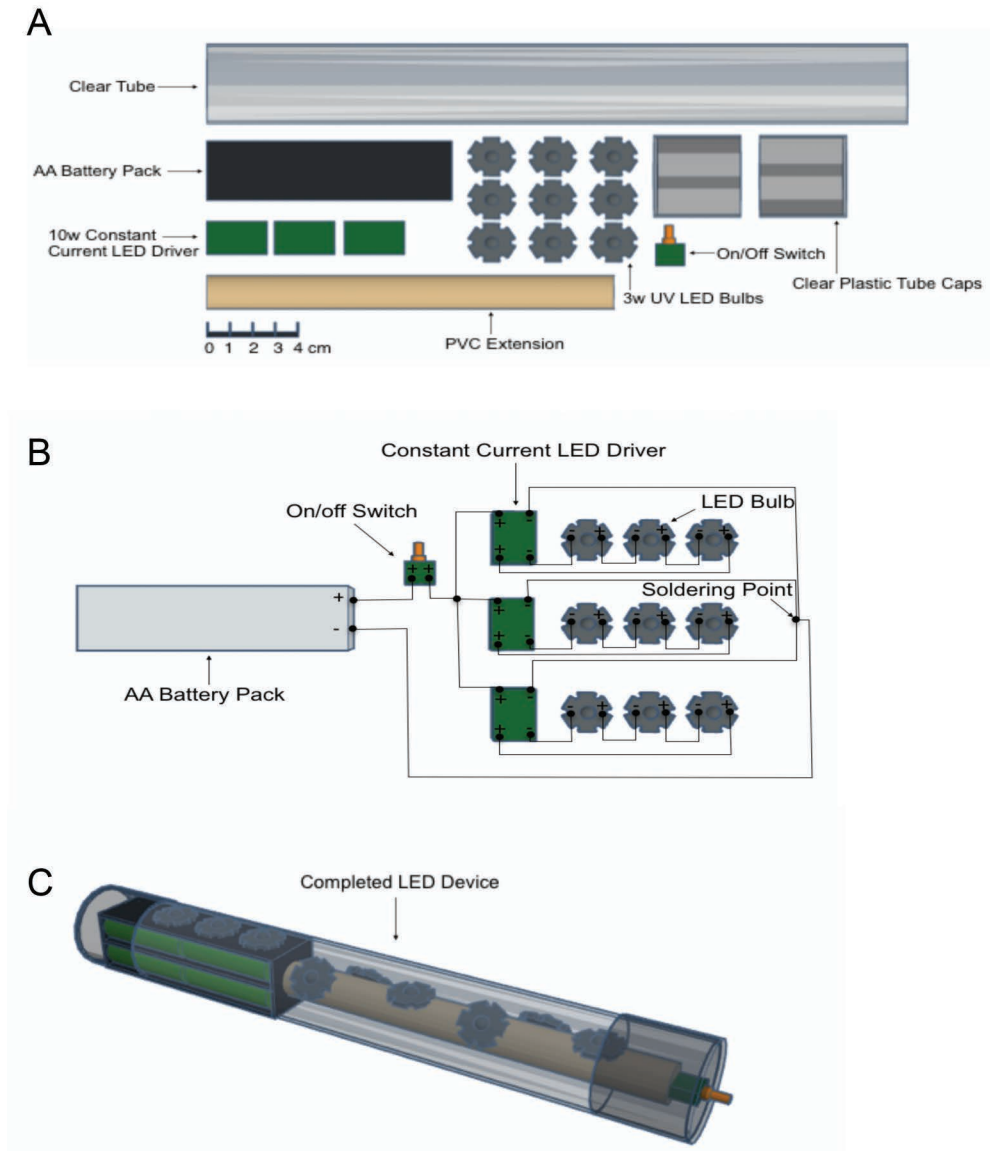 A
Clear Tube
AA Battery Pack
10w Constant
Current LED Driver
On/Off Switch
Clear Plastic Tube Caps
3w UV LED Bulbs
PVC Extension
0 1 2 3 4 cm
B
Constant Current LED Driver
On/off Switch
LED Bulb
Soldering Point
+
-
AA Battery Pack
+ +
+ -
+ -
- + - + - +
+ -
+ -
- + - + - +
+ -
+ -
- + - + - +
C
Completed LED Device